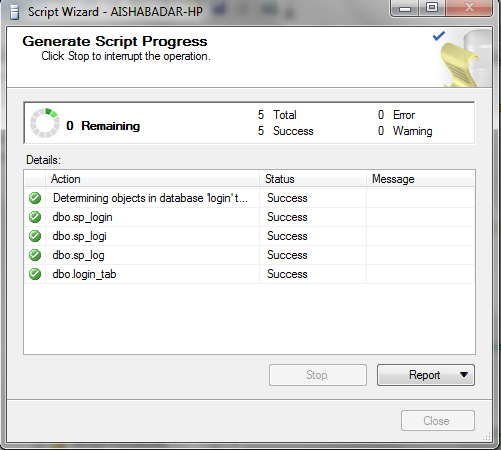 Script Wizard - AISHABADAR-HP
Generate Script Progress
Click Stop to interrupt the operation.
0 Remaining
5 Total
0 Error
5 Success
0 Warning
Details:
Action Status Message
Determining objects in database 'login' t... Success
dbo.sp_login Success
dbo.sp_logi Success
dbo.sp_log Success
dbo.login_tab Success
Stop Report
Close